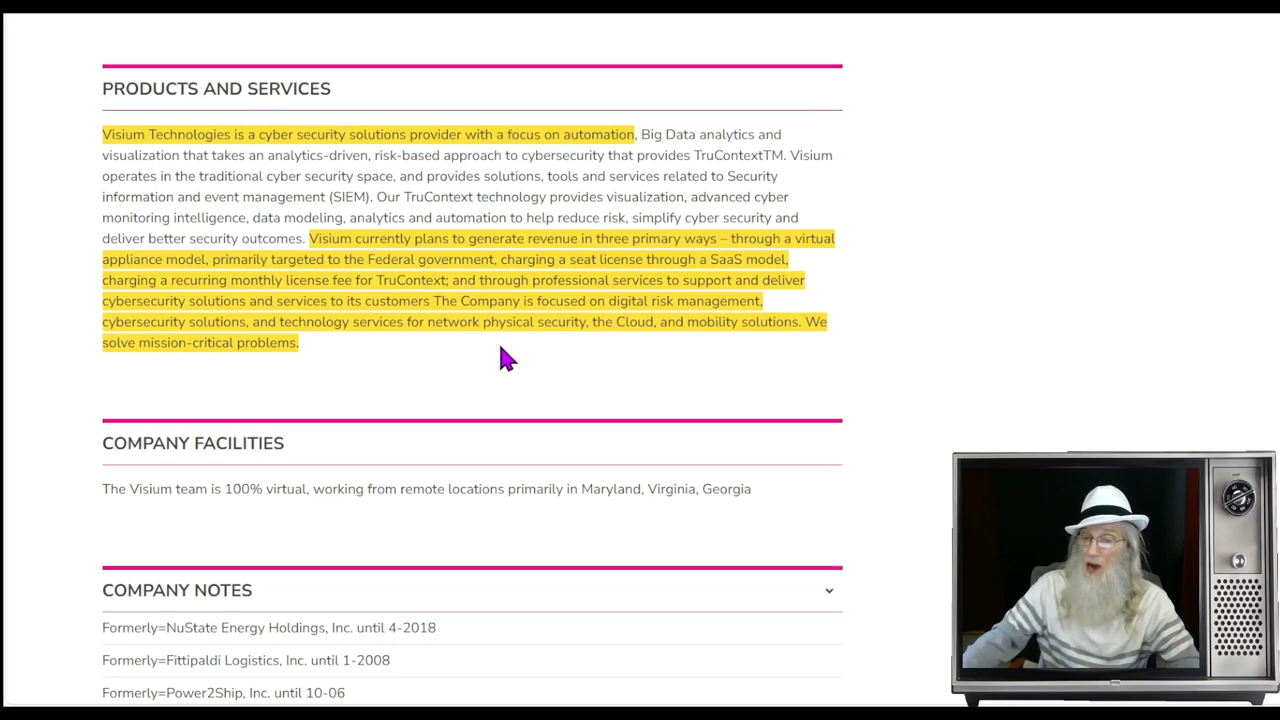 PRODUCTS AND SERVICES
Visium Technologies is a cyber security solutions provider with a focus on automation, Big Data analytics and
visualization that takes an analytics-driven, risk-based approach to cybersecurity that provides TruContextTM. Visium
operates in the traditional cyber security space, and provides solutions, tools and services related to Security
information and event management (SIEM). Our TruContext technology provides visualization, advanced cyber
monitoring intelligence, data modeling, analytics and automation to help reduce risk, simplify cyber security and
deliver better security outcomes. Visium currently plans to generate revenue in three primary ways – through a virtual
appliance model, primarily targeted to the Federal government, charging a seat license through a SaaS model,
charging a recurring monthly license fee for TruContext; and through professional services to support and deliver
cybersecurity solutions and services to its customers The Company is focused on digital risk management,
cybersecurity solutions, and technology services for network physical security, the Cloud, and mobility solutions. We
solve mission-critical problems.
COMPANY FACILITIES
The Visium team is 100% virtual, working from remote locations primarily in Maryland, Virginia, Georgia
COMPANY NOTES
Formerly=NuState Energy Holdings, Inc. until 4-2018
Formerly=Fittipaldi Logistics, Inc. until 1-2008
Formerly=Power2Ship, Inc. until 10-06